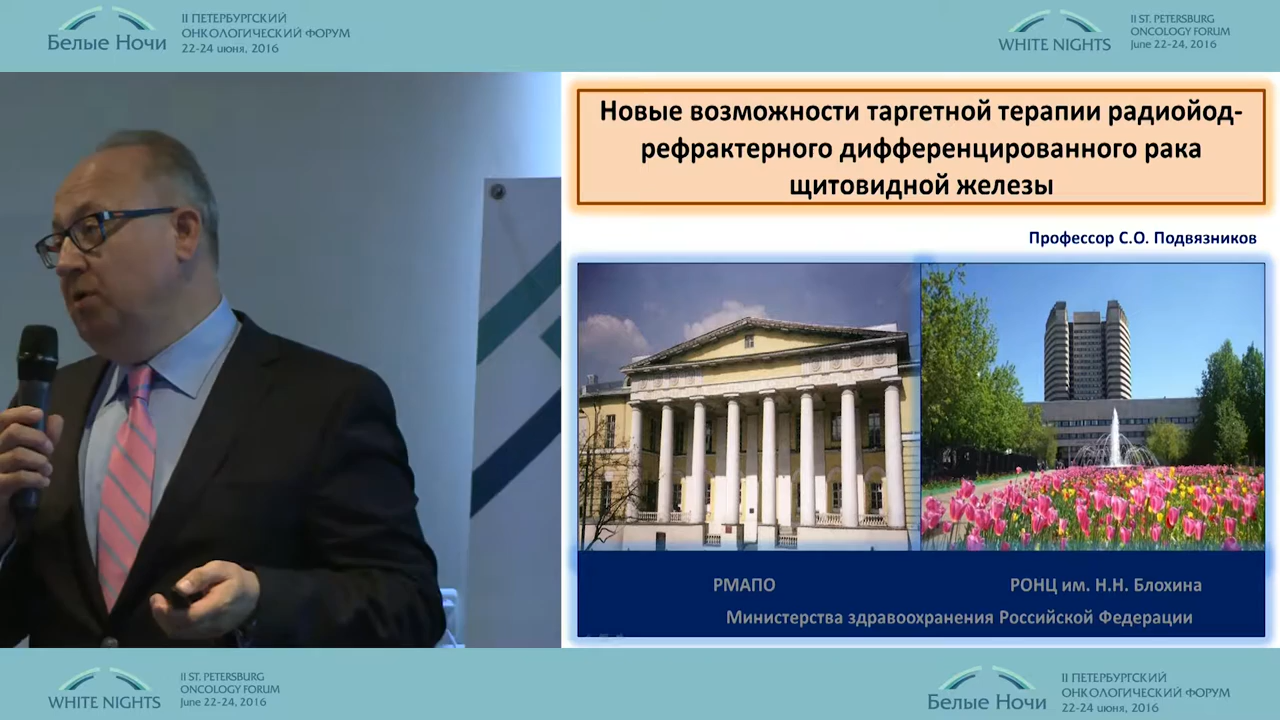 Белые Ночи
II ПЕТЕРБУРГСКИЙ
ОНКОЛОГИЧЕСКИЙ ФОРУМ
22-24 июня, 2016
WHITE NIGHTS
II ST. PETERSBURG
ONCOLOGY FORUM
June 22-24, 2016
Новые возможности таргетной терапии радиойод-
рефрактерного дифференцированного рака
щитовидной железы
Профессор С.О. Подвязников
РМАПО
РОНЦ им. Н.Н. Блохина
Министерства здравоохранения Российской Федерации
WHITE NIGHTS
II ST. PETERSBURG
ONCOLOGY FORUM
June 22-24, 2016
Белые Ночи
II ПЕТЕРБУРГСКИЙ
ОНКОЛОГИЧЕСКИЙ ФОРУМ
22-24 июня, 2016